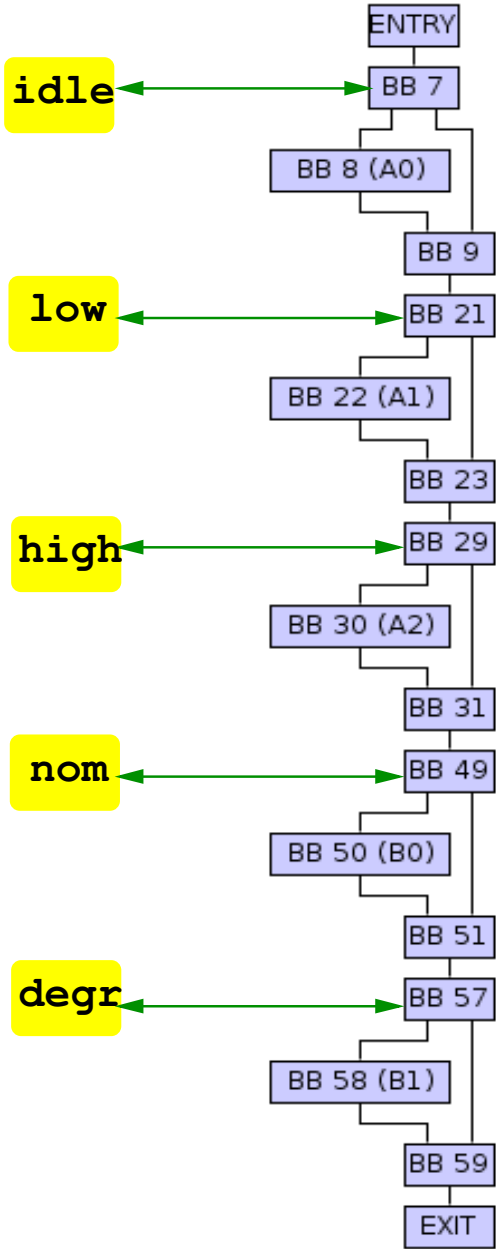 ENTRY
idle
BB 7
BB 8 (A0)
BB 9
low
BB 21
BB 22 (A1)
BB 23
high
BB 29
BB 30 (A2)
BB 31
nom
BB 49
BB 50 (B0)
BB 51
degr
BB 57
BB 58 (B1)
BB 59
EXIT